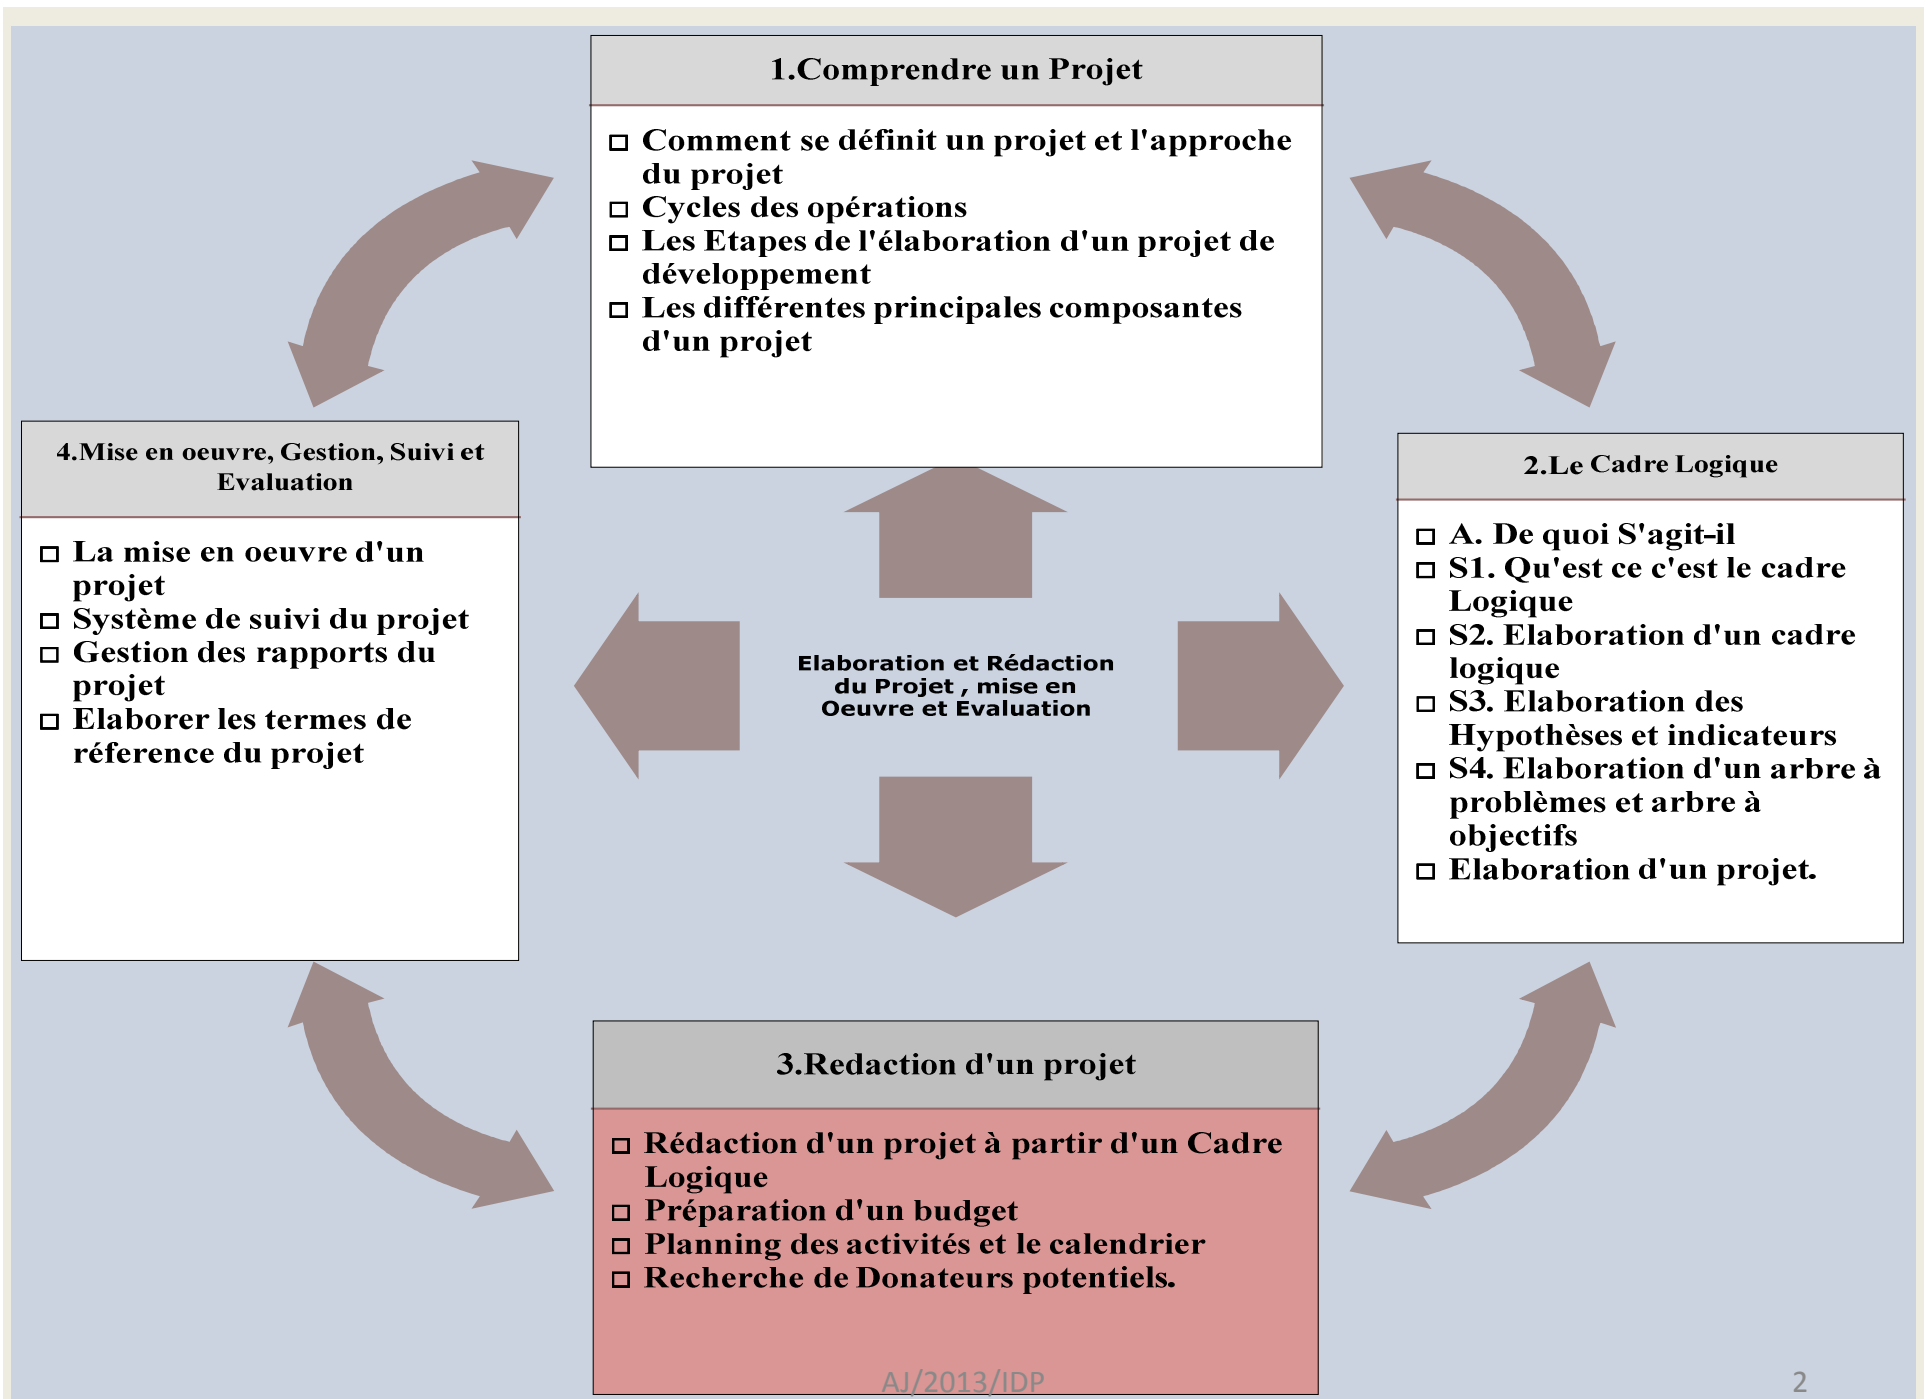 1.Comprendre un Projet
□ Comment se définit un projet et l'approche
du projet
□ Cycles des opérations
□ Les Etapes de l'élaboration d'un projet de
développement
□ Les différentes principales composantes
d'un projet
2.Le Cadre Logique
□ A. De quoi S'agit-il
□ S1. Qu'est ce c'est le cadre
Logique
□ S2. Elaboration d'un cadre
logique
□ S3. Elaboration des
Hypothèses et indicateurs
□ S4. Elaboration d'un arbre à
problèmes et arbre à
objectifs
□ Elaboration d'un projet.
4.Mise en oeuvre, Gestion, Suivi et
Evaluation
□ La mise en oeuvre d'un
projet
□ Système de suivi du projet
□ Gestion des rapports du
projet
□ Elaborer les termes de
réference du projet
Elaboration et Rédaction
du Projet , mise en
Oeuvre et Evaluation
3.Redaction d'un projet
□ Rédaction d'un projet à partir d'un Cadre
Logique
□ Préparation d'un budget
□ Planning des activités et le calendrier
□ Recherche de Donateurs potentiels.
AJ/2013/IDP
2